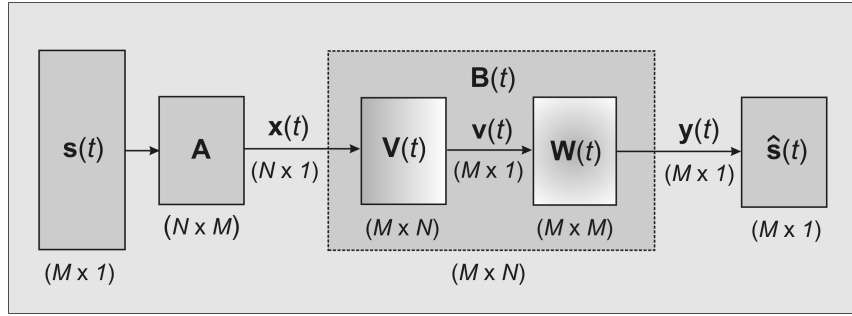 B(t)
s(t)
A
x(t)
(N x 1)
V(t)
v(t)
(M x 1)
W(t)
y(t)
(M x 1)
ŝ(t)
(N x M)
(M x N)
(M x M)
(M x 1)
(M x 1)
(M x N)